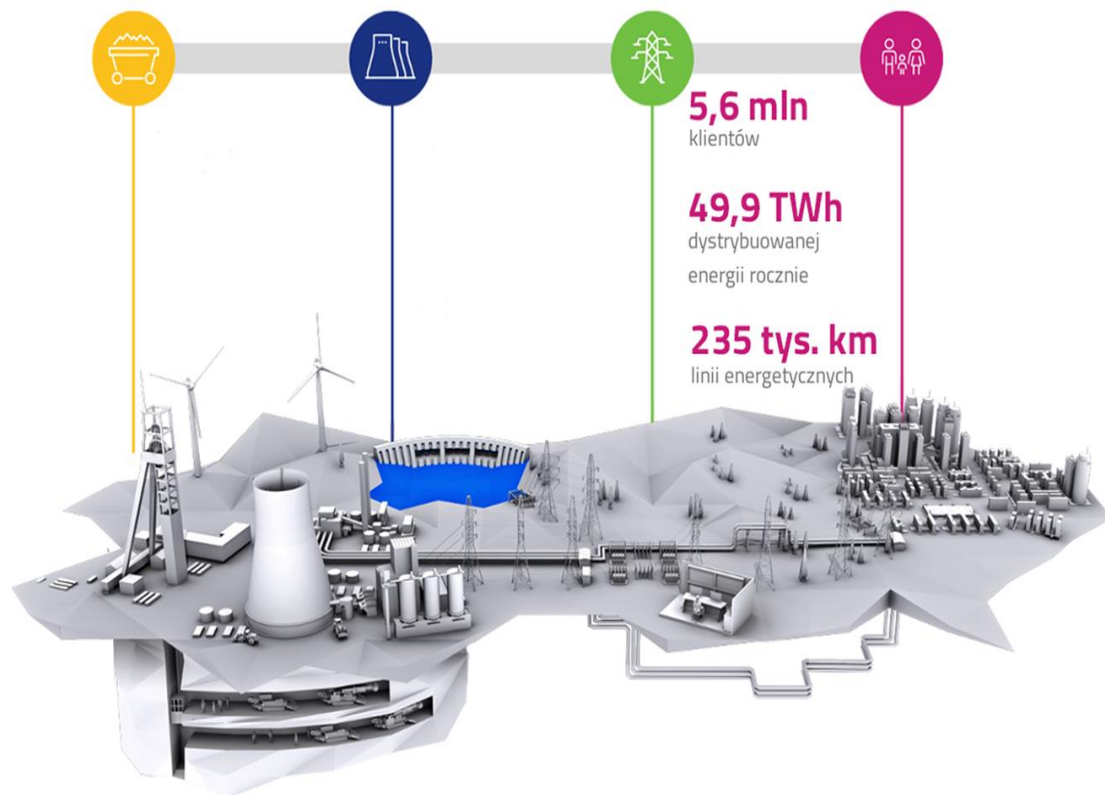 5,6 mln
klientów
49,9 TWh
dystrybuowanej
energii rocznie
235 tys. km
linii energetycznych